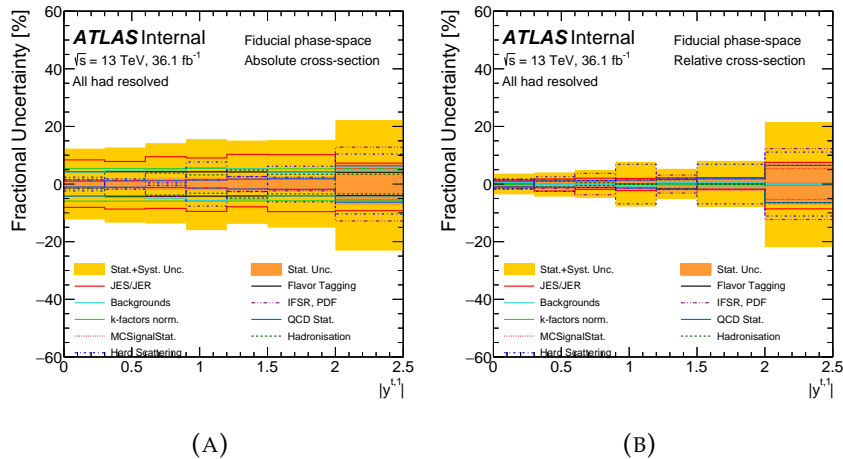 Fractional Uncertainty [%]
ATLAS Internal
√s = 13 TeV, 36.1 fb-1
All had resolved
Fiducial phase-space
Absolute cross-section
60
40
20
0
−20
−40
−60
Stat.+Syst. Unc.
Stat. Unc.
JES/JER
Flavor Tagging
Backgrounds
IFSR, PDF
k-factors norm.
QCD Stat.
MCSignalStat.
Hadronisation
Hard Scattering
0 0.5 1 1.5 2 2.5
|y^t,1|
(A)
Fractional Uncertainty [%]
ATLAS Internal
√s = 13 TeV, 36.1 fb-1
All had resolved
Fiducial phase-space
Relative cross-section
60
40
20
0
−20
−40
−60
Stat.+Syst. Unc.
Stat. Unc.
JES/JER
Flavor Tagging
Backgrounds
IFSR, PDF
k-factors norm.
QCD Stat.
MCSignalStat.
Hadronisation
Hard Scattering
0 0.5 1 1.5 2 2.5
|y^t,1|
(B)